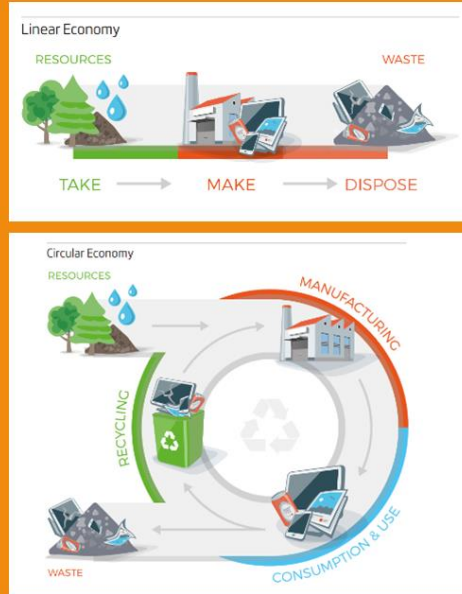 Linear Economy
RESOURCES
WASTE
TAKE
MAKE
DISPOSE
Circular Economy
RESOURCES
MANUFACTURING
RECYCLING
CONSUMPTION & USE
WASTE